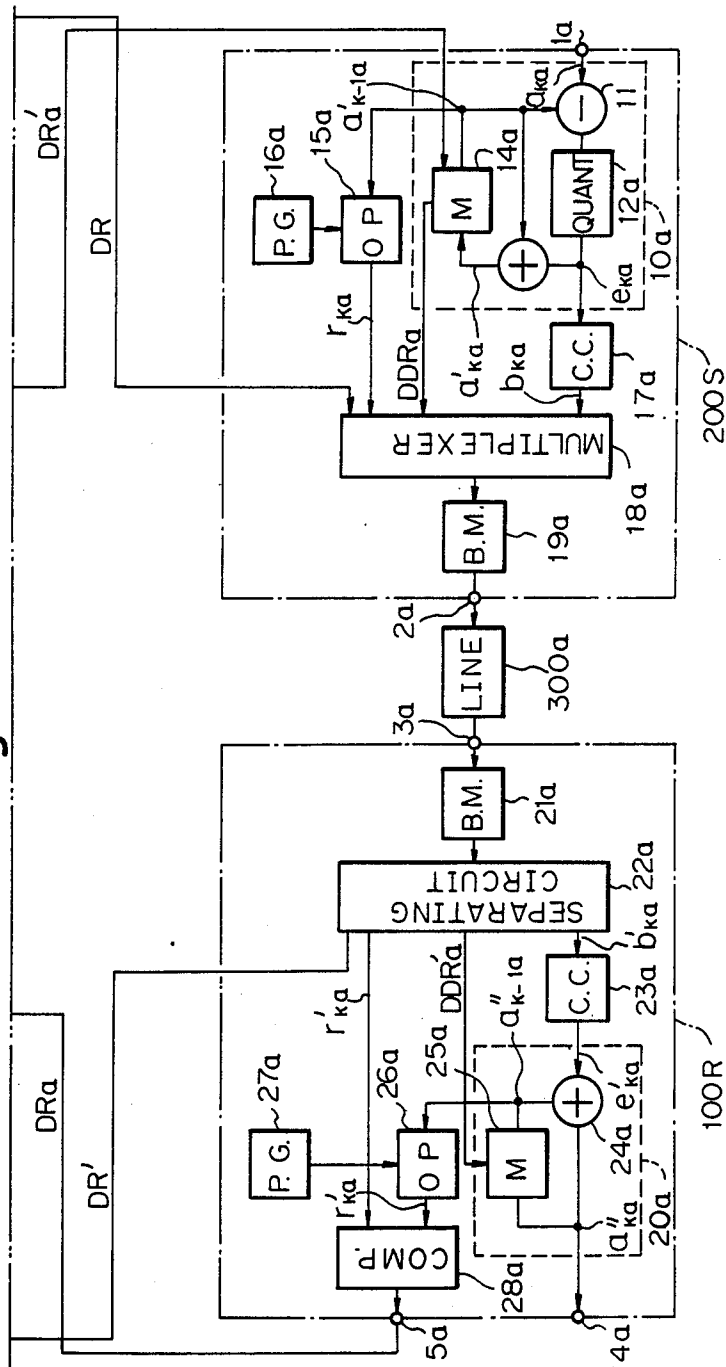 DR'a
DR
DRa
DR'
200S
100R
1a
aKa
11
a'K-1a
14a
M
15a
O P
16a
P. G.
QUANT
12a
10a
eKa
+
−
a'Ka
rKa
DDRa
C.C.
17a
bKa
MULTIPLEXER
18a
B.M.
19a
2a
LINE
300a
3a
B.M.
21a
SEPARATING
CIRCUIT
22a
b'Ka
C.C.
23a
e'Ka
+
24a
20a
DDR'a
a"K-1a
25a
M
r'Ka
26a
O P
27a
P. G.
r'Ka
COMP.
28a
a"Ka
5a
4a